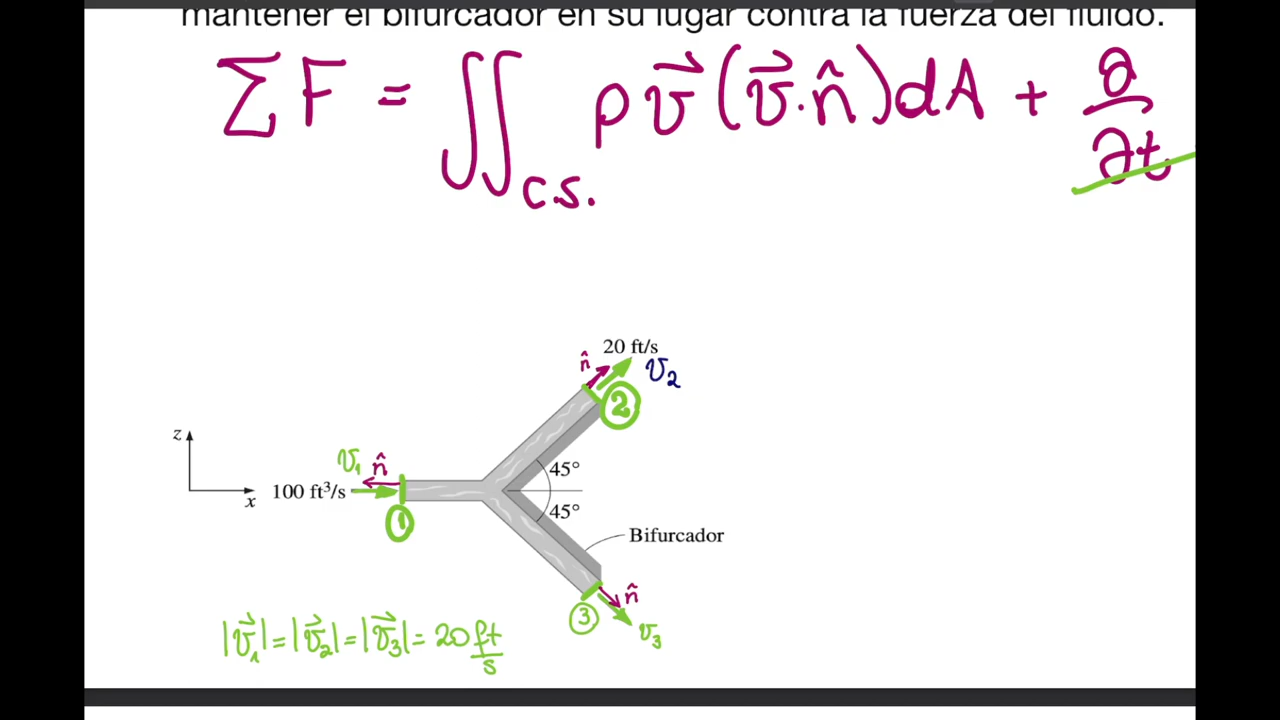 mantener el bifurcador en su lugar contra la fuerza del fluido.
ΣF = ∬c.s. ρv⃗(v⃗·n̂)dA + ∂/∂t
20 ft/s
n̂
v2
2
z
45°
v1 n̂
100 ft³/s
x
1
45°
Bifurcador
n̂
3
v3
|v⃗1| = |v⃗2| = |v⃗3| = 20 ft/s